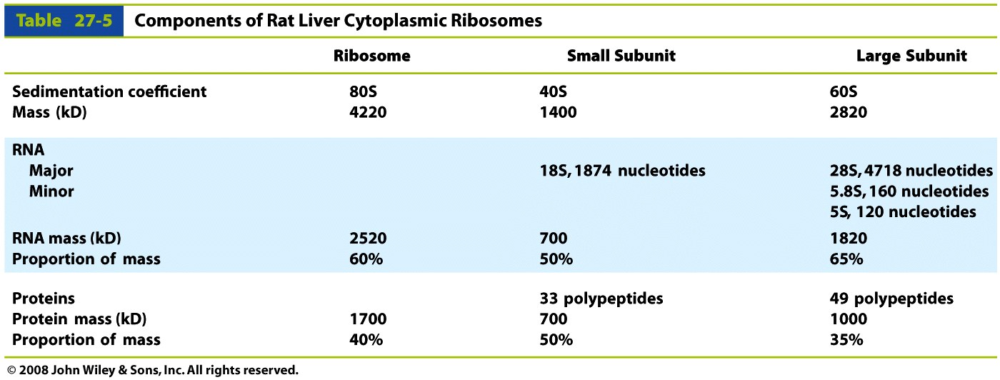 Table 27-5 Components of Rat Liver Cytoplasmic Ribosomes
Ribosome Small Subunit Large Subunit
Sedimentation coefficient 80S 40S 60S
Mass (kD) 4220 1400 2820
RNA
Major 18S, 1874 nucleotides 28S, 4718 nucleotides
Minor 5.8S, 160 nucleotides
5S, 120 nucleotides
RNA mass (kD) 2520 700 1820
Proportion of mass 60% 50% 65%
Proteins 33 polypeptides 49 polypeptides
Protein mass (kD) 1700 700 1000
Proportion of mass 40% 50% 35%
© 2008 John Wiley & Sons, Inc. All rights reserved.